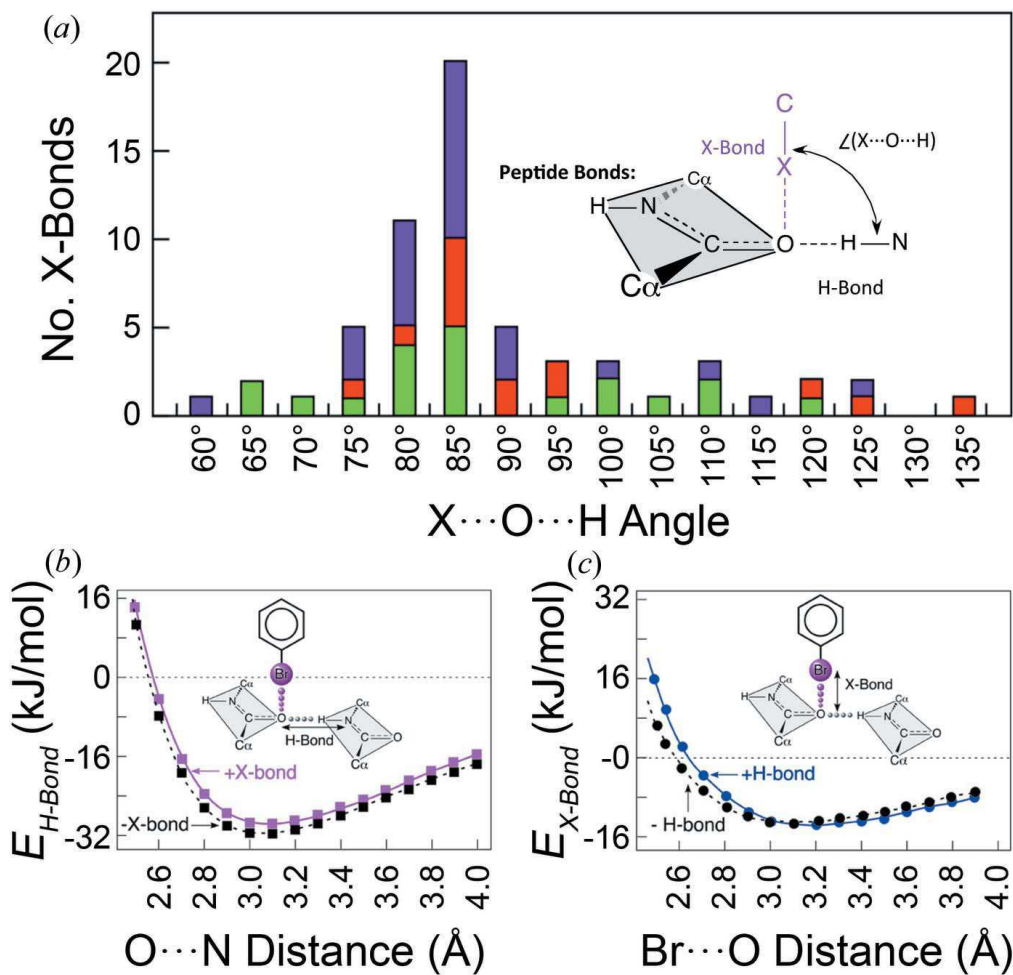 (a)
No. X-Bonds
20
15
10
5
0
C
X-Bond
X
∠(X···O···H)
Peptide Bonds:
Cα
H N
C O H N
Cα
H-Bond
60° 65° 70° 75° 80° 85° 90° 95° 100° 105° 110° 115° 120° 125° 130° 135°
X···O···H Angle
(b)
E H-Bond (kJ/mol)
16
0
-16
-32
Br
Cα
H N C O H N C O
Cα
Cα
Cα
H-Bond
+X-bond
-X-bond
2.6 2.8 3.0 3.2 3.4 3.6 3.8 4.0
O···N Distance (Å)
(c)
E X-Bond (kJ/mol)
32
16
-0
-16
Br
X-Bond
Cα
H N C O H N C O
Cα
Cα
Cα
+H-bond
- H-bond
2.6 2.8 3.0 3.2 3.4 3.6 3.8 4.0
Br···O Distance (Å)